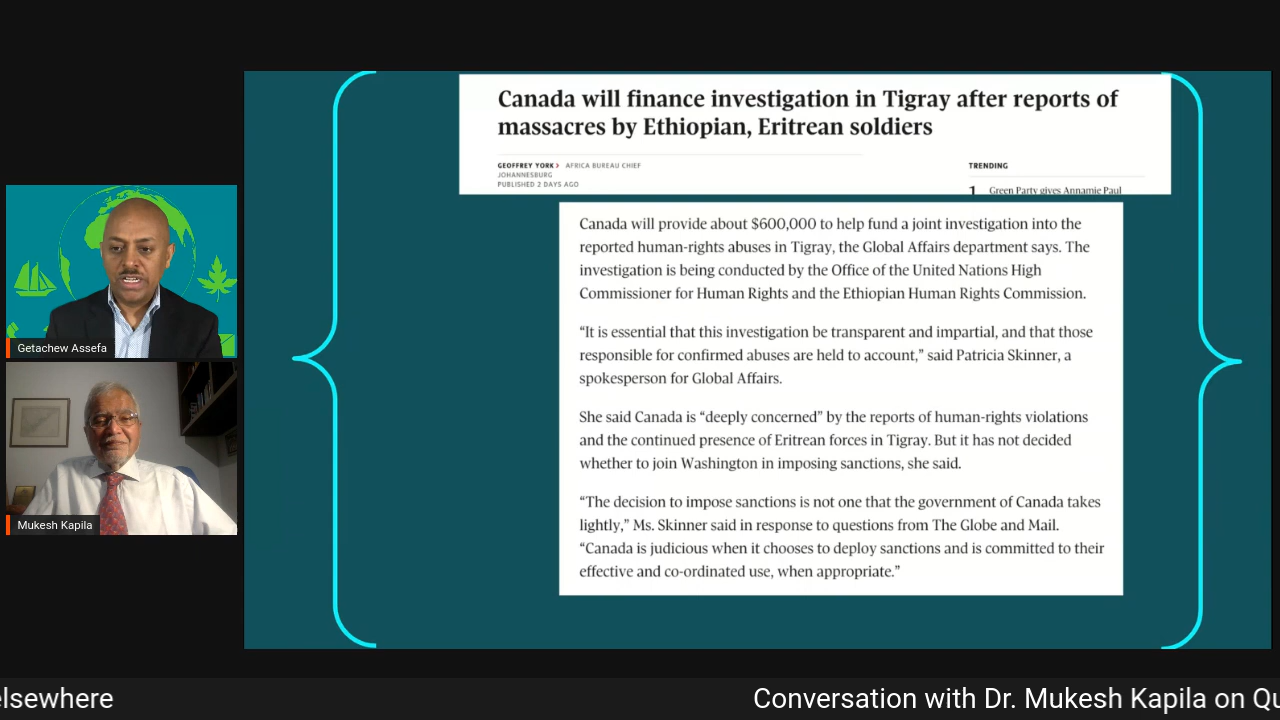 Canada will finance investigation in Tigray after reports of
massacres by Ethiopian, Eritrean soldiers
GEOFFREY YORK > AFRICA BUREAU CHIEF
JOHANNESBURG
PUBLISHED 2 DAYS AGO
TRENDING
1 Green Party gives Annamie Paul
Canada will provide about $600,000 to help fund a joint investigation into the
reported human-rights abuses in Tigray, the Global Affairs department says. The
investigation is being conducted by the Office of the United Nations High
Commissioner for Human Rights and the Ethiopian Human Rights Commission.
“It is essential that this investigation be transparent and impartial, and that those
responsible for confirmed abuses are held to account,” said Patricia Skinner, a
spokesperson for Global Affairs.
She said Canada is “deeply concerned” by the reports of human-rights violations
and the continued presence of Eritrean forces in Tigray. But it has not decided
whether to join Washington in imposing sanctions, she said.
“The decision to impose sanctions is not one that the government of Canada takes
lightly,” Ms. Skinner said in response to questions from The Globe and Mail.
“Canada is judicious when it chooses to deploy sanctions and is committed to their
effective and co-ordinated use, when appropriate.”
Getachew Assefa
Mukesh Kapila
elsewhere
Conversation with Dr. Mukesh Kapila on Qu